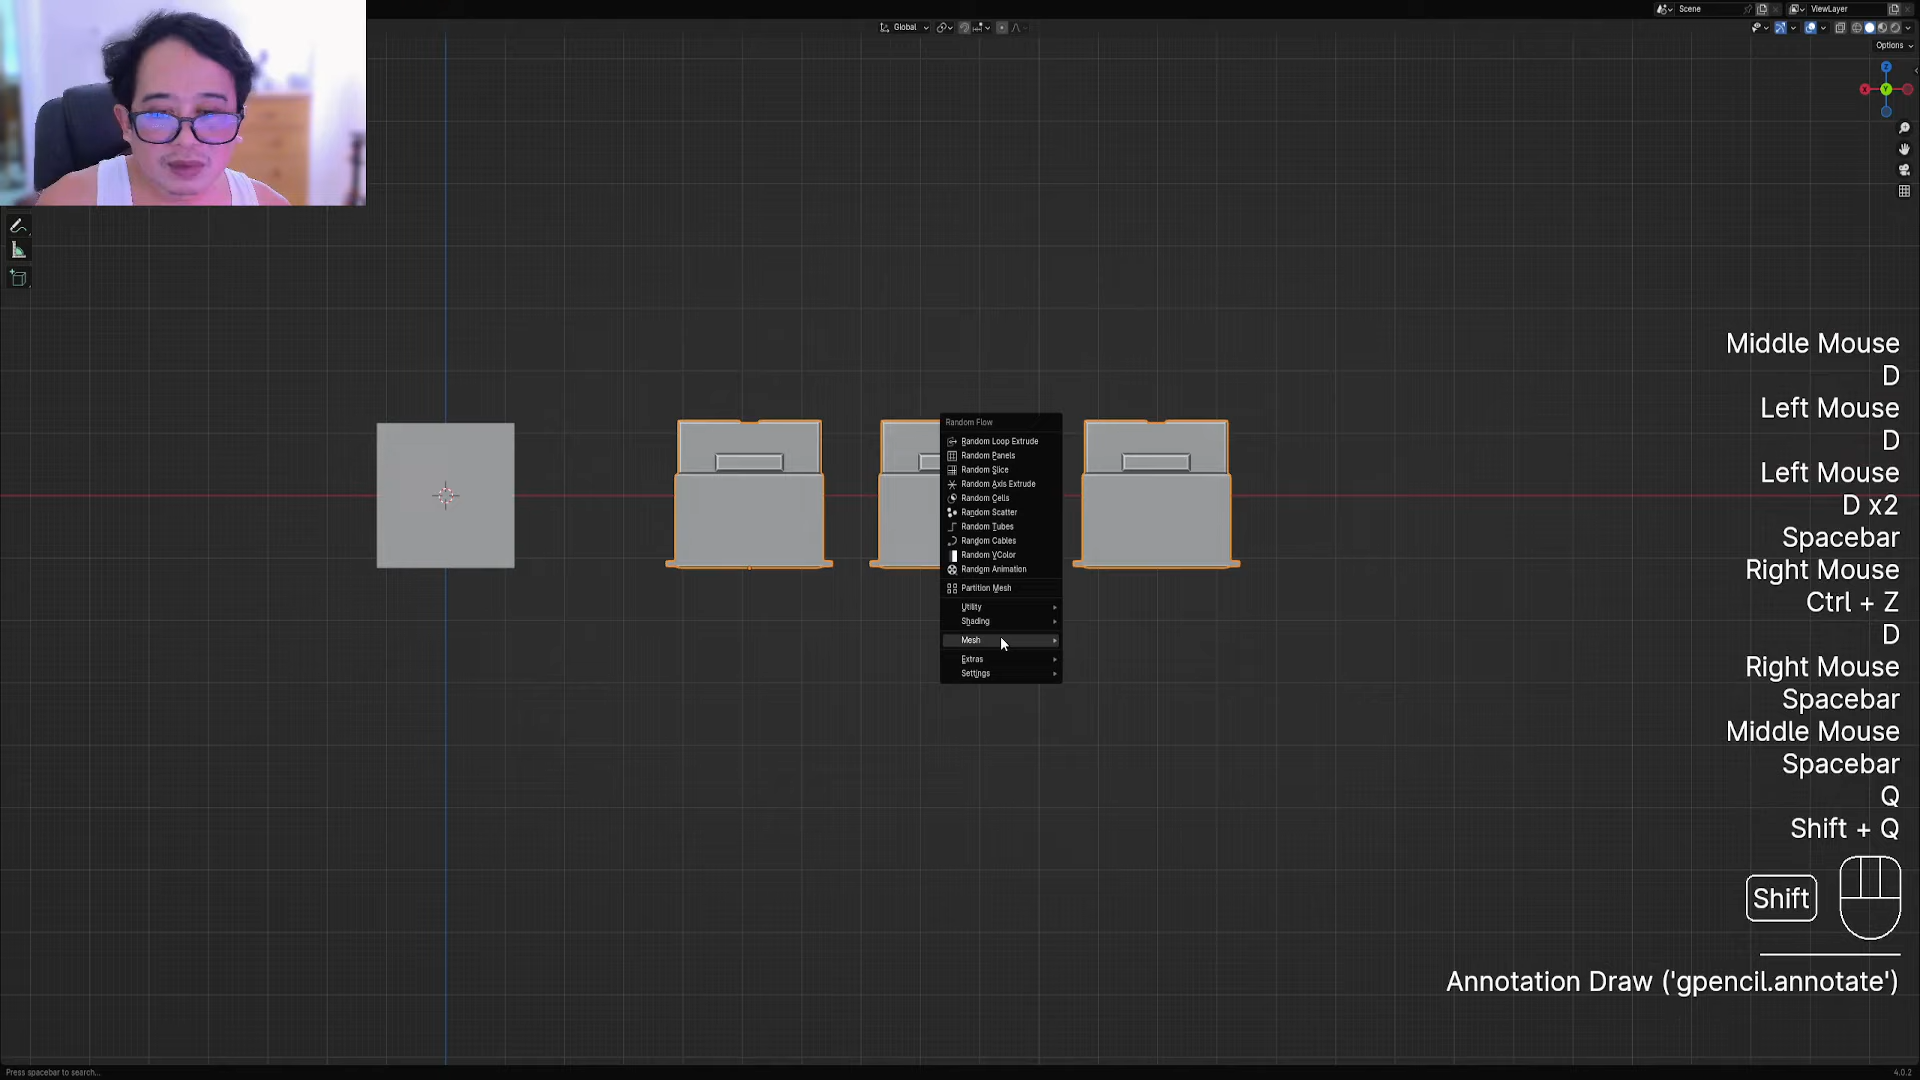 Scene
ViewLayer
Global
Options
Z
X
Y
Random Flow
Random Loop Extrude
Random Panels
Random Slice
Random Axis Extrude
Random Cells
Random Scatter
Random Tubes
Random Cables
Random VColor
Random Animation
Partition Mesh
Utility
Shading
Mesh
Extras
Settings
Middle Mouse
D
Left Mouse
D
Left Mouse
D x2
Spacebar
Right Mouse
Ctrl + Z
D
Right Mouse
Spacebar
Middle Mouse
Spacebar
Q
Shift + Q
Shift
Annotation Draw ('gpencil.annotate')
Press spacebar to search...
4.0.2